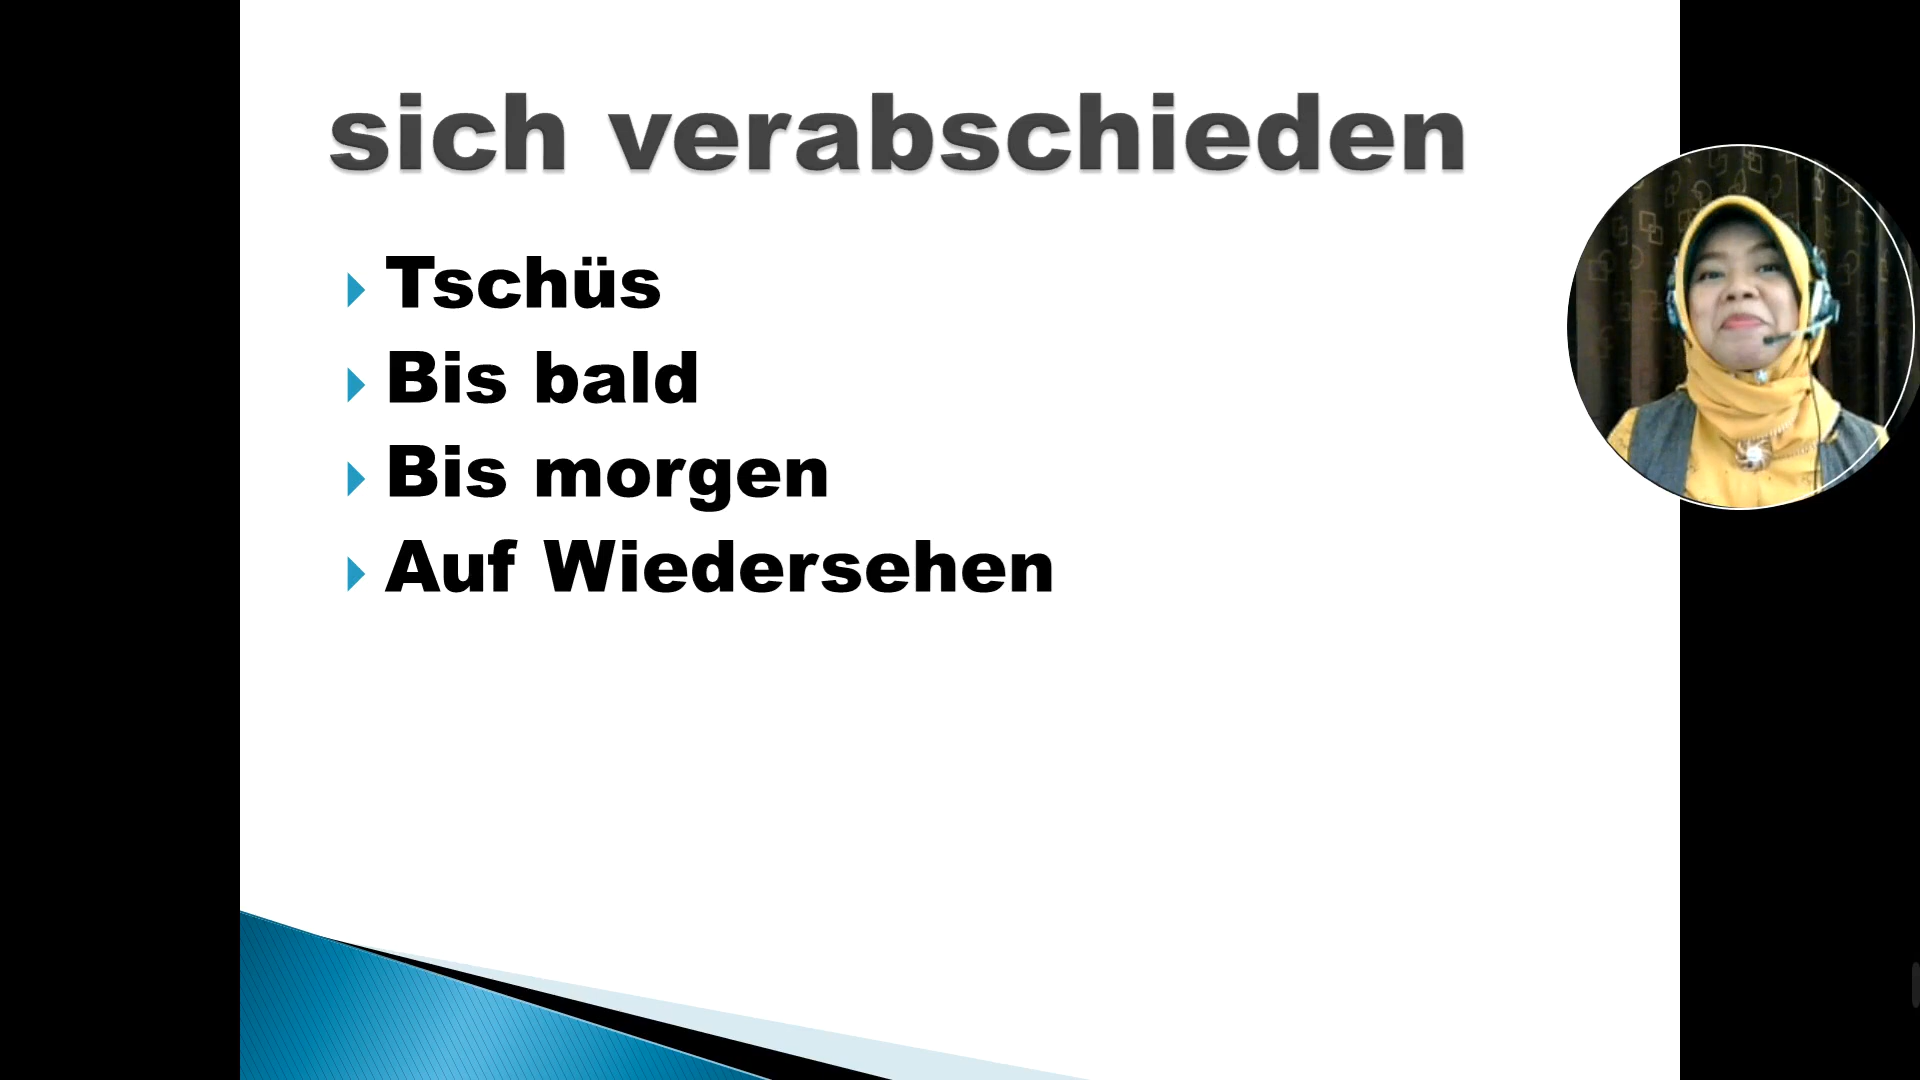 sich verabschieden
Tschüs
Bis bald
Bis morgen
Auf Wiedersehen